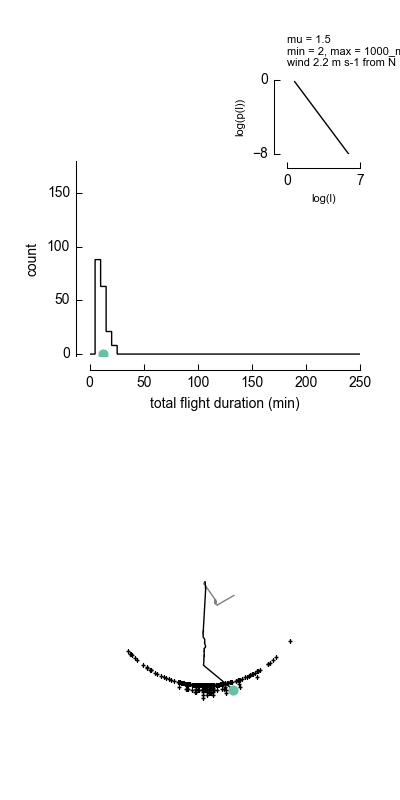 mu = 1.5
min = 2, max = 1000_m
wind 2.2 m s-1 from N
0
log(p(l))
−8
0
7
log(l)
150
100
50
0
count
0
50
100
150
200
250
total flight duration (min)